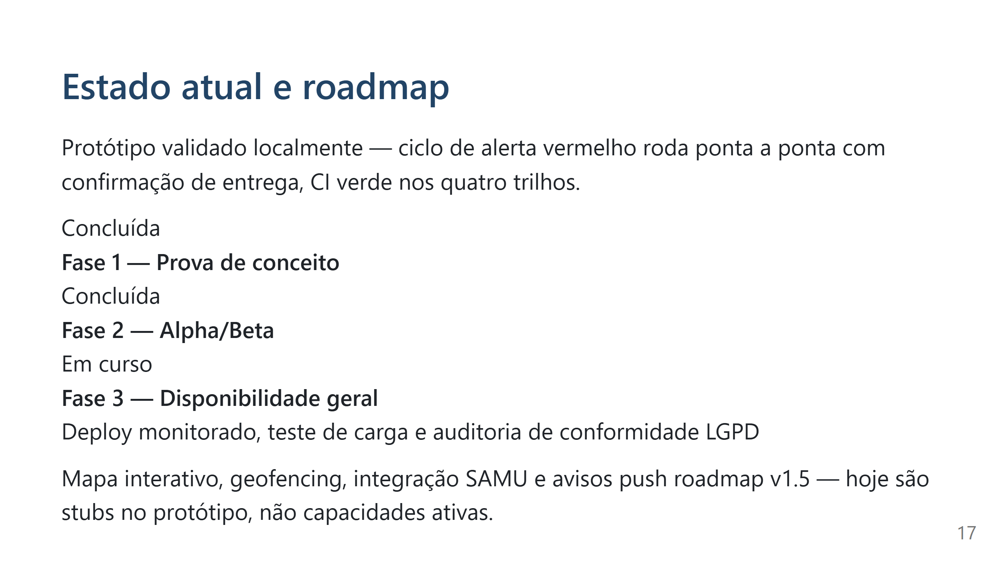 Estado atual e roadmap
Protótipo validado localmente — ciclo de alerta vermelho roda ponta a ponta com
confirmação de entrega, CI verde nos quatro trilhos.
Concluída
Fase 1 — Prova de conceito
Concluída
Fase 2 — Alpha/Beta
Em curso
Fase 3 — Disponibilidade geral
Deploy monitorado, teste de carga e auditoria de conformidade LGPD
Mapa interativo, geofencing, integração SAMU e avisos push roadmap v1.5 — hoje são
stubs no protótipo, não capacidades ativas.
17